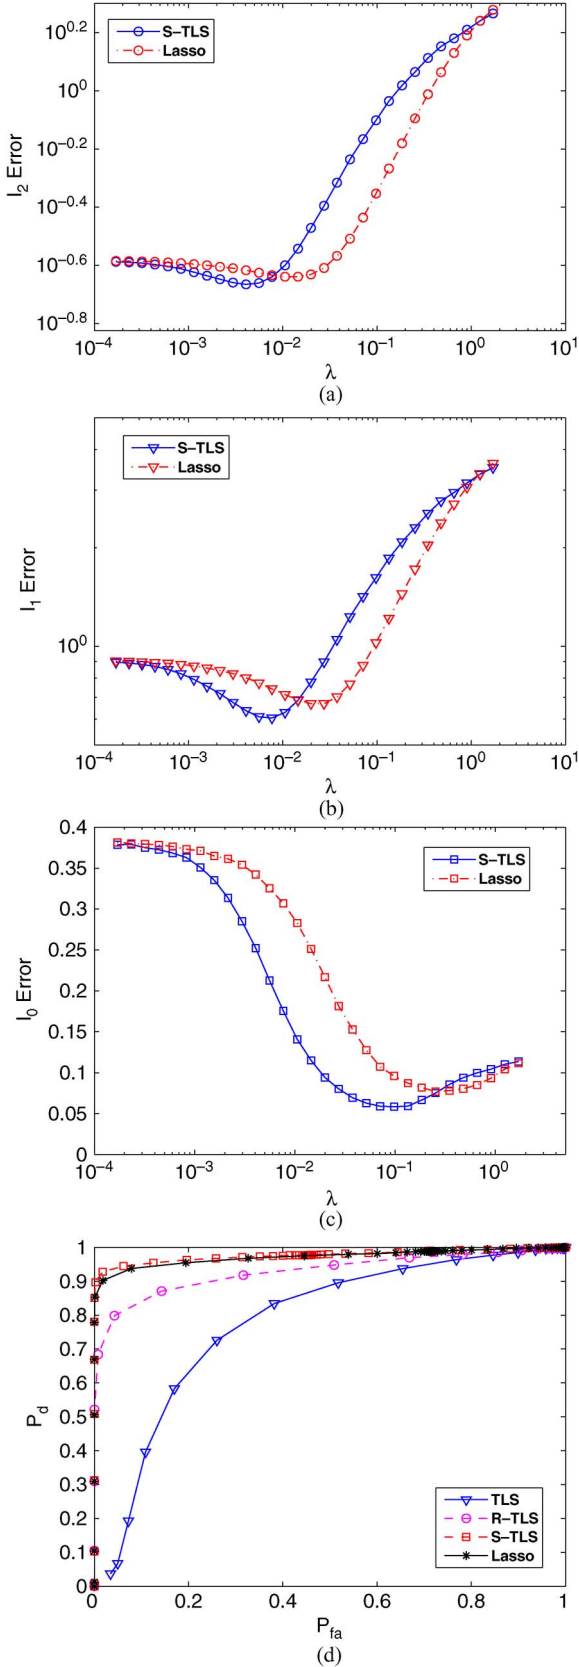 S–TLS
Lasso
10^0.2
10^0
10^−0.2
10^−0.4
10^−0.6
10^−0.8
l_2 Error
10^−4 10^−3 10^−2 10^−1 10^0 10^1
λ
(a)
S–TLS
Lasso
10^0
l_1 Error
10^−4 10^−3 10^−2 10^−1 10^0 10^1
λ
(b)
S–TLS
Lasso
0.4
0.35
0.3
0.25
0.2
0.15
0.1
0.05
0
l_0 Error
10^−4 10^−3 10^−2 10^−1 10^0
λ
(c)
1
0.9
0.8
0.7
0.6
0.5
0.4
0.3
0.2
0.1
0
P_d
TLS
R–TLS
S–TLS
Lasso
0 0.2 0.4 0.6 0.8 1
P_fa
(d)